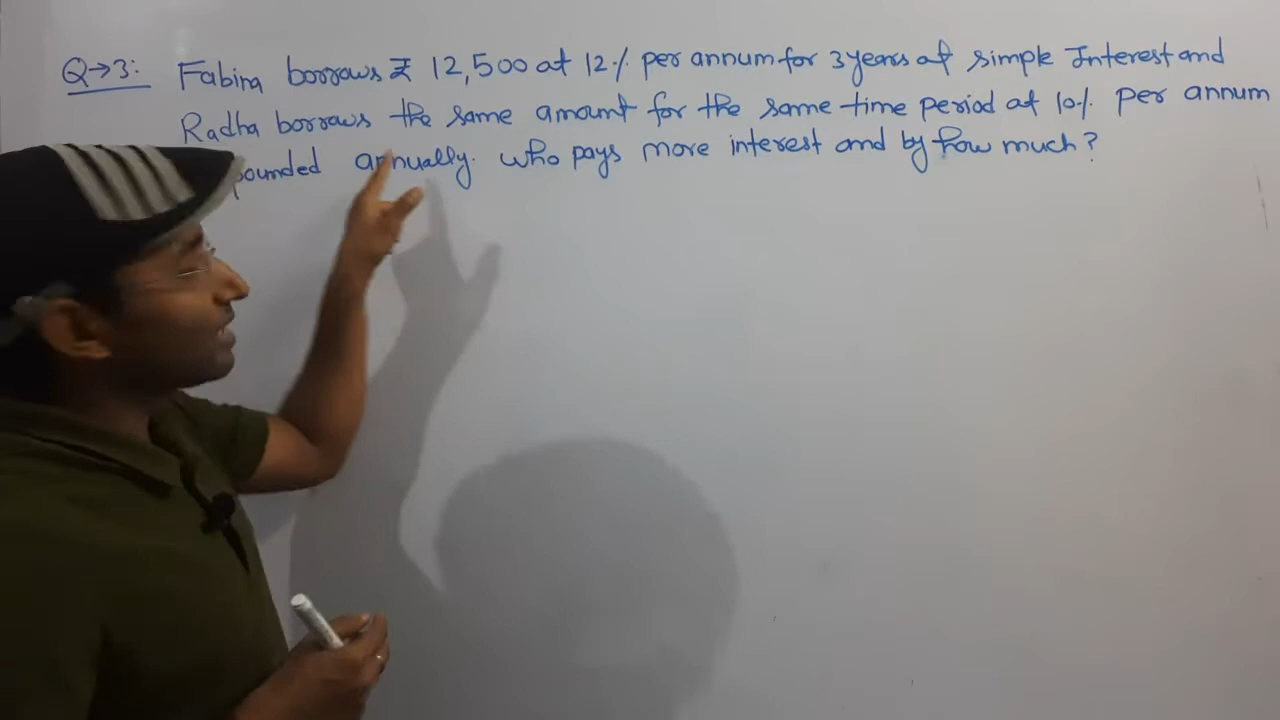 Q→3: Fabina borrows ₹ 12,500 at 12% per annum for 3 years at simple Interest and
Radha borrows the same amount for the same time period at 10% per annum
pounded annually. who pays more interest and by how much?